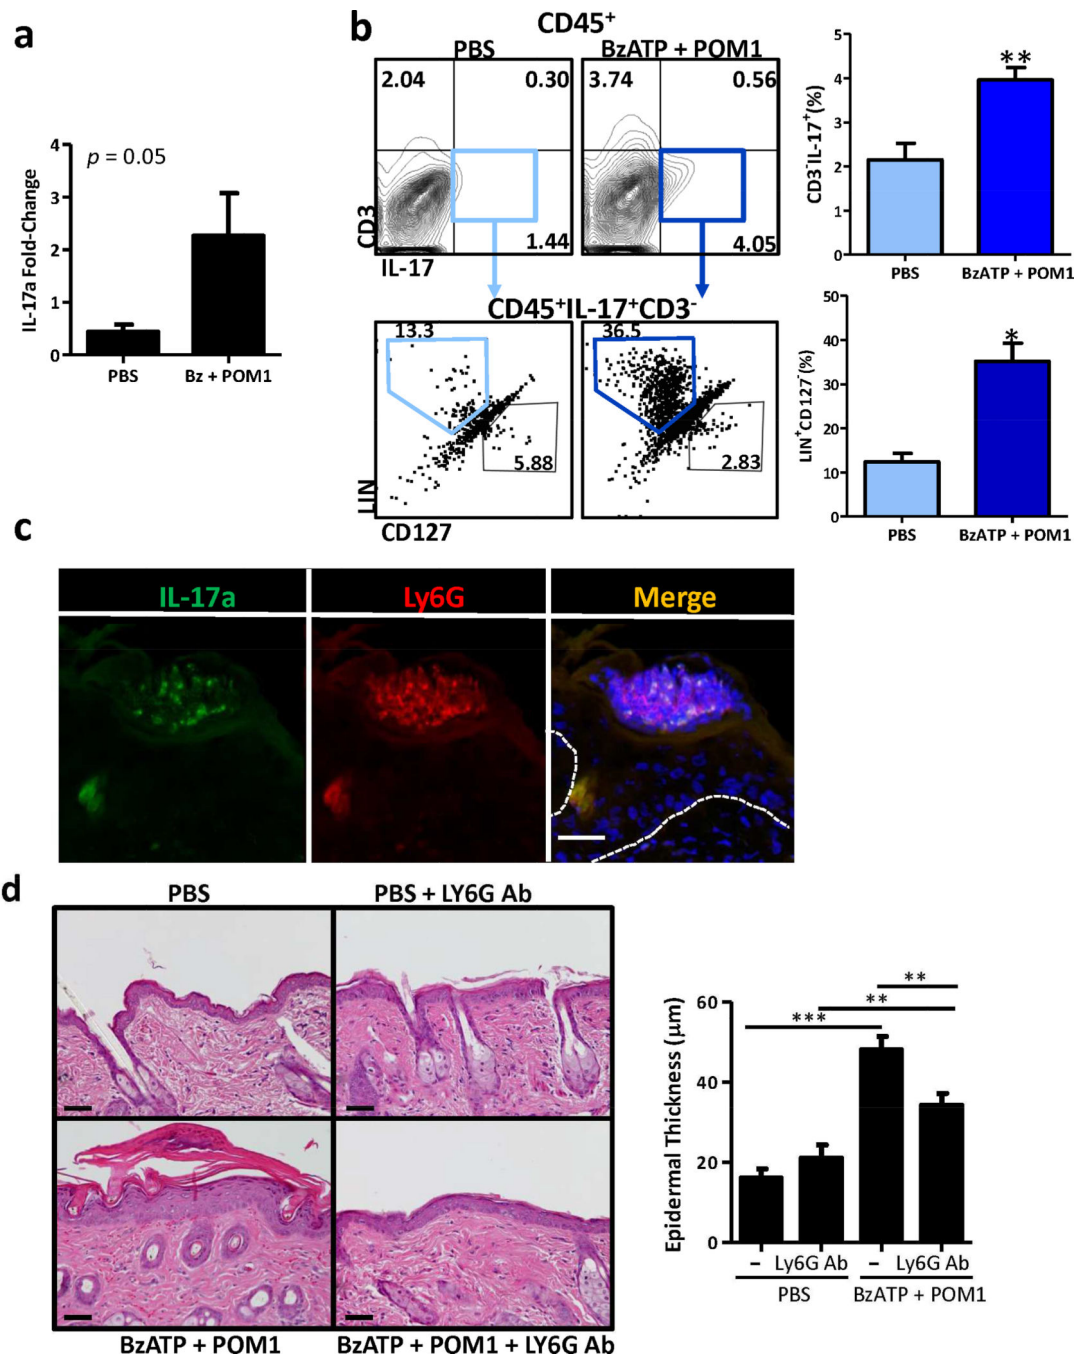 a
IL-17a Fold-Change
4
3
2
1
0
p = 0.05
PBS
Bz + POM1
b
CD45+
PBS
BzATP + POM1
2.04
0.30
3.74
0.56
CD3
1.44
4.05
IL-17
CD45+IL-17+CD3-
13.3
36.5
5.88
2.83
LIN
CD127
CD3-IL-17+(%)
5
4
3
2
1
0
**
PBS
BzATP + POM1
LIN+CD127-(%)
50
40
30
20
10
0
*
PBS
BzATP + POM1
c
IL-17a
Ly6G
Merge
d
PBS
PBS + LY6G Ab
BzATP + POM1
BzATP + POM1 + LY6G Ab
Epidermal Thickness (µm)
60
40
20
0
**
**
***
– Ly6G Ab – Ly6G Ab
PBS
BzATP + POM1